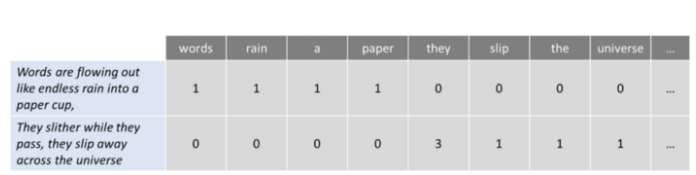 words rain a paper they slip the universe ...
Words are flowing out
like endless rain into a
paper cup,
1 1 1 1 0 0 0 0 ...
They slither while they
pass, they slip away
across the universe
0 0 0 0 3 1 1 1 ...